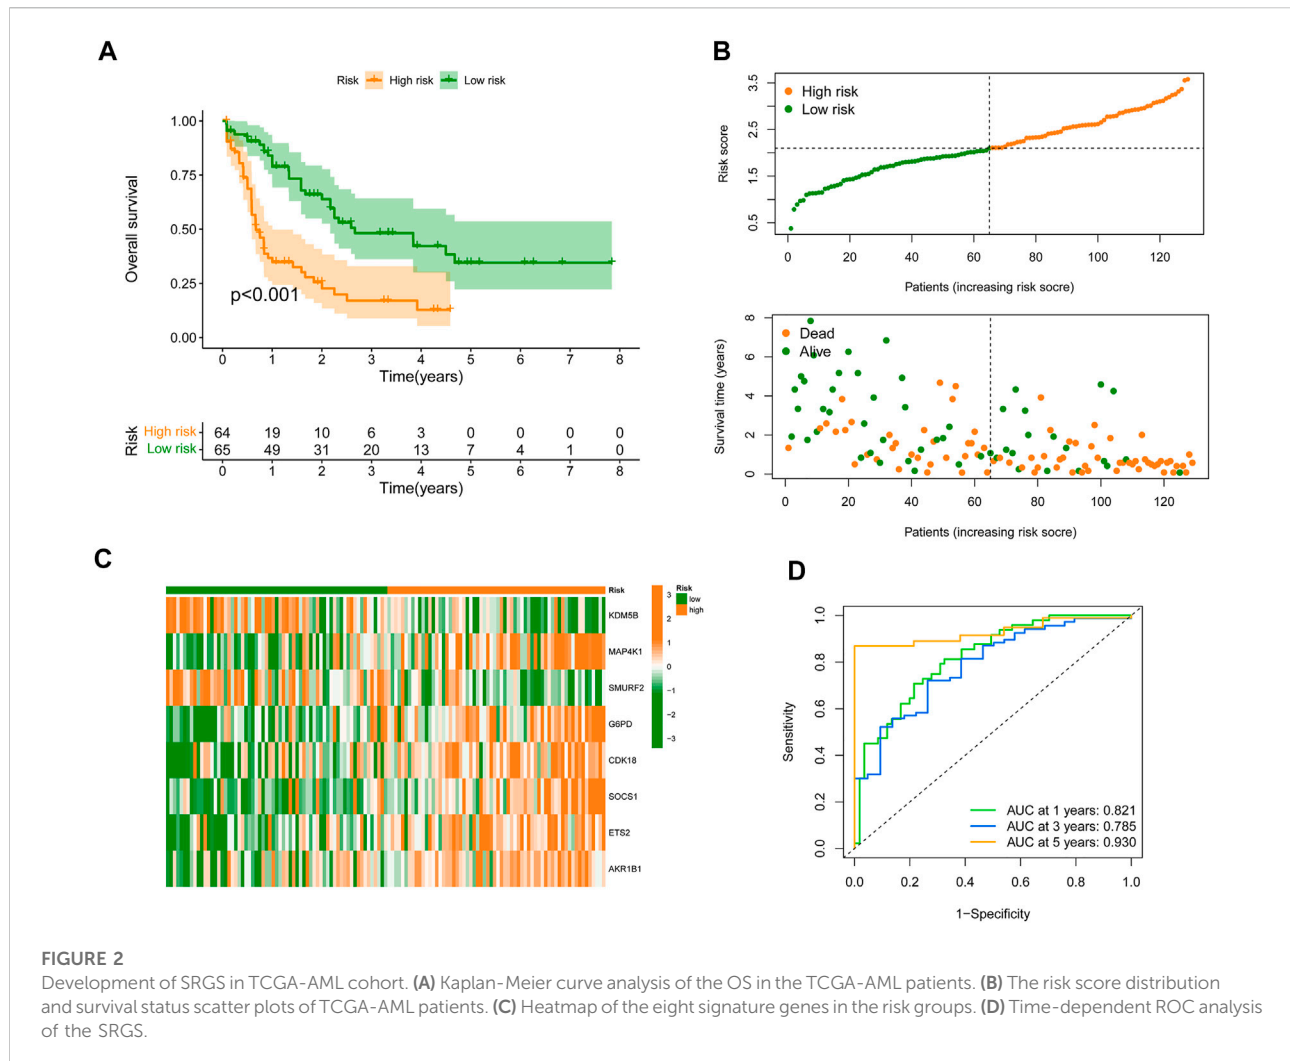 A
Risk High risk Low risk
Overall survival
1.00
0.75
0.50
0.25
0.00
p<0.001
0 1 2 3 4 5 6 7 8
Time(years)
Risk
High risk 64 19 10 6 3 0 0 0 0
Low risk 65 49 31 20 13 7 4 1 0
0 1 2 3 4 5 6 7 8
Time(years)
B
Risk score
3.5
2.5
1.5
0.5
High risk
Low risk
0 20 40 60 80 100 120
Patients (increasing risk socre)
Survival time (years)
8
6
4
2
0
Dead
Alive
0 20 40 60 80 100 120
Patients (increasing risk socre)
C
Risk
KDM5B
MAP4K1
SMURF2
G6PD
CDK18
SOCS1
ETS2
AKR1B1
3
2
1
0
−1
−2
−3
Risk
low
high
D
Sensitivity
1.0
0.8
0.6
0.4
0.2
0.0
AUC at 1 years: 0.821
AUC at 3 years: 0.785
AUC at 5 years: 0.930
0.0 0.2 0.4 0.6 0.8 1.0
1−Specificity
FIGURE 2
Development of SRGS in TCGA-AML cohort. (A) Kaplan-Meier curve analysis of the OS in the TCGA-AML patients. (B) The risk score distribution
and survival status scatter plots of TCGA-AML patients. (C) Heatmap of the eight signature genes in the risk groups. (D) Time-dependent ROC analysis
of the SRGS.